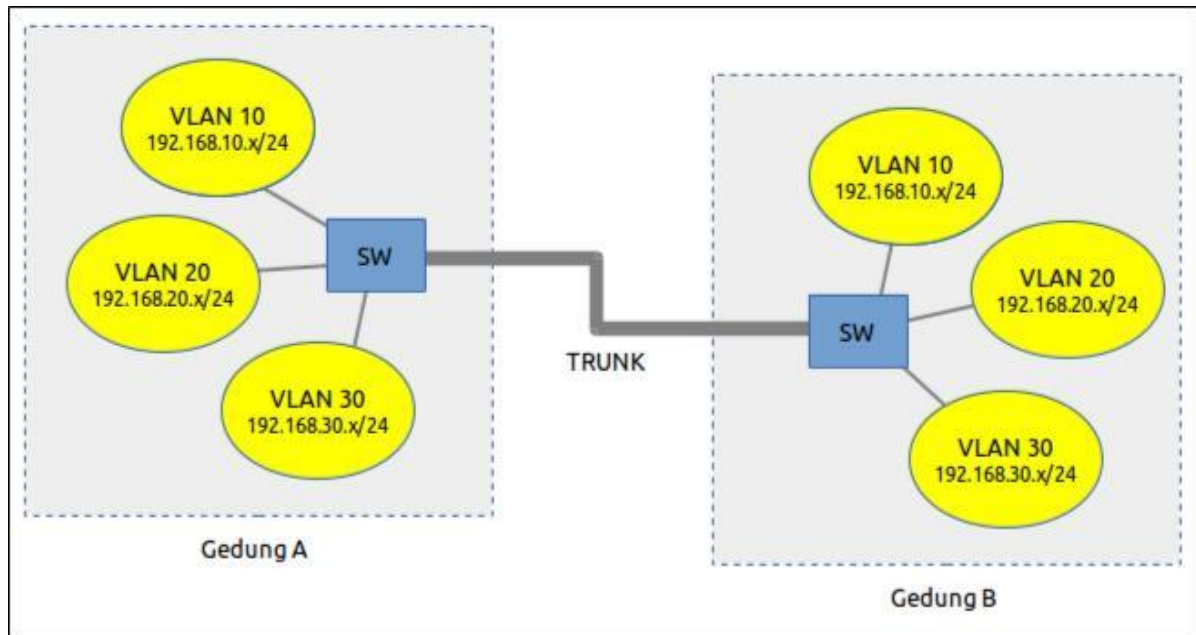 VLAN 10
192.168.10.x/24
VLAN 20
192.168.20.x/24
VLAN 30
192.168.30.x/24
SW
Gedung A
TRUNK
VLAN 10
192.168.10.x/24
VLAN 20
192.168.20.x/24
SW
VLAN 30
192.168.30.x/24
Gedung B